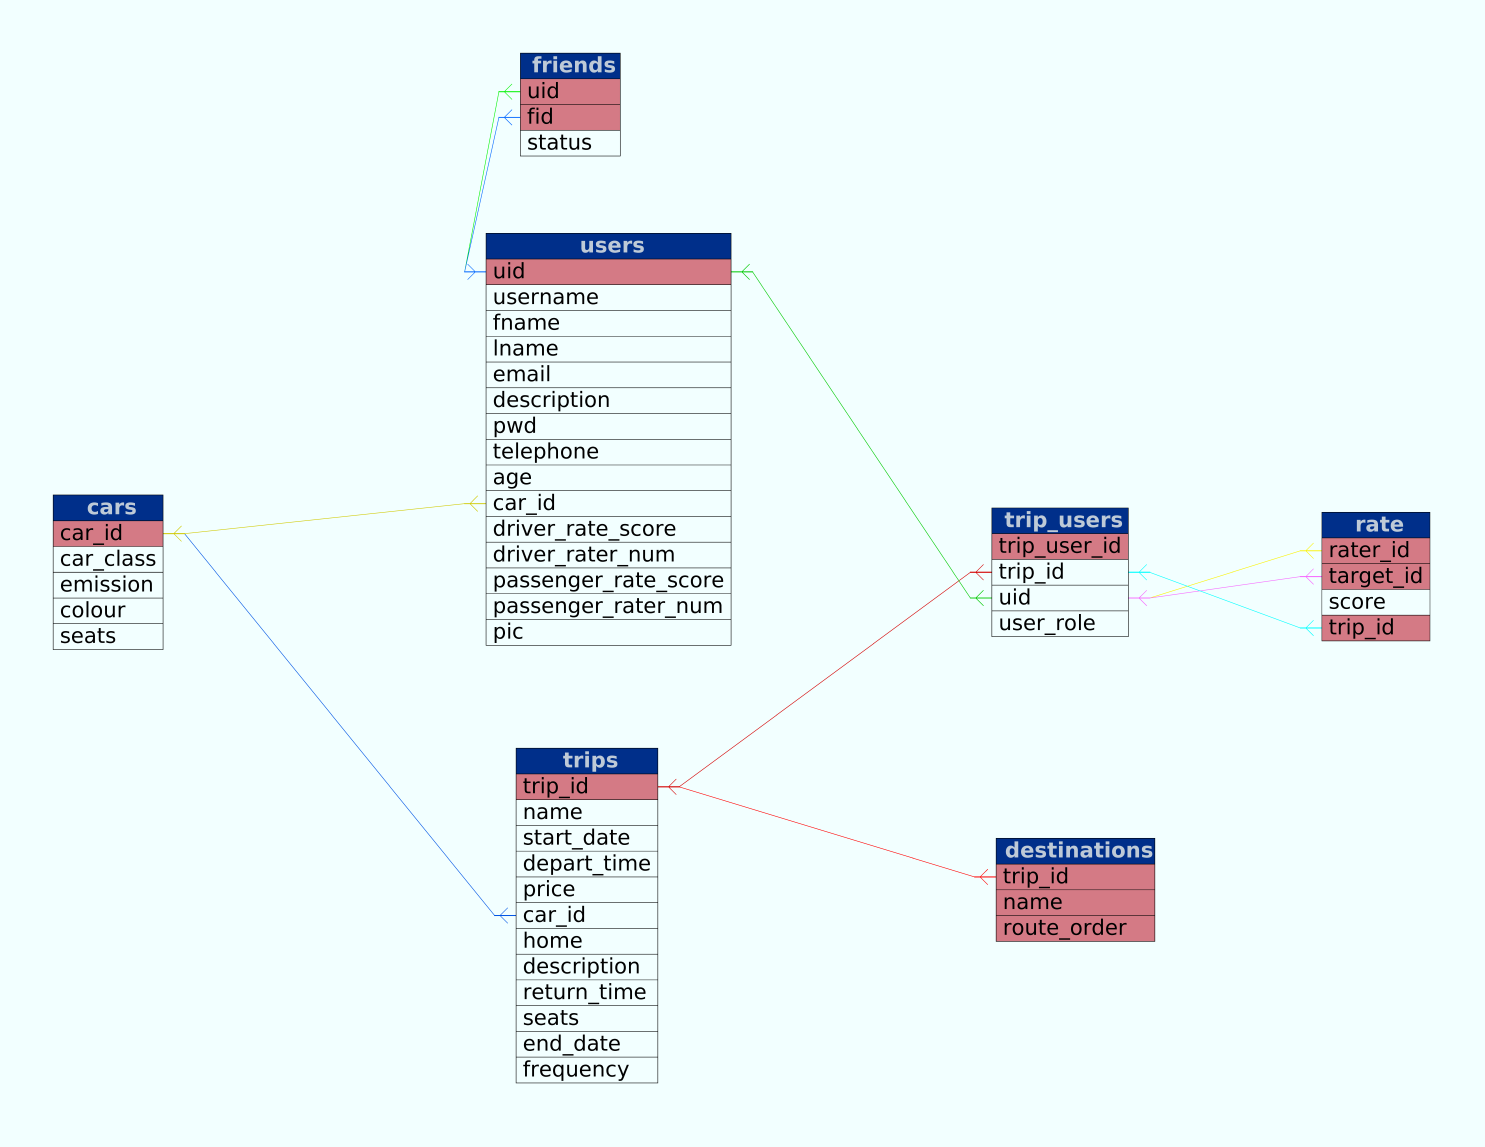 friends
uid
fid
status
users
uid
username
fname
lname
email
description
pwd
telephone
age
car_id
driver_rate_score
driver_rater_num
passenger_rate_score
passenger_rater_num
pic
cars
car_id
car_class
emission
colour
seats
trip_users
trip_user_id
trip_id
uid
user_role
rate
rater_id
target_id
score
trip_id
trips
trip_id
name
start_date
depart_time
price
car_id
home
description
return_time
seats
end_date
frequency
destinations
trip_id
name
route_order